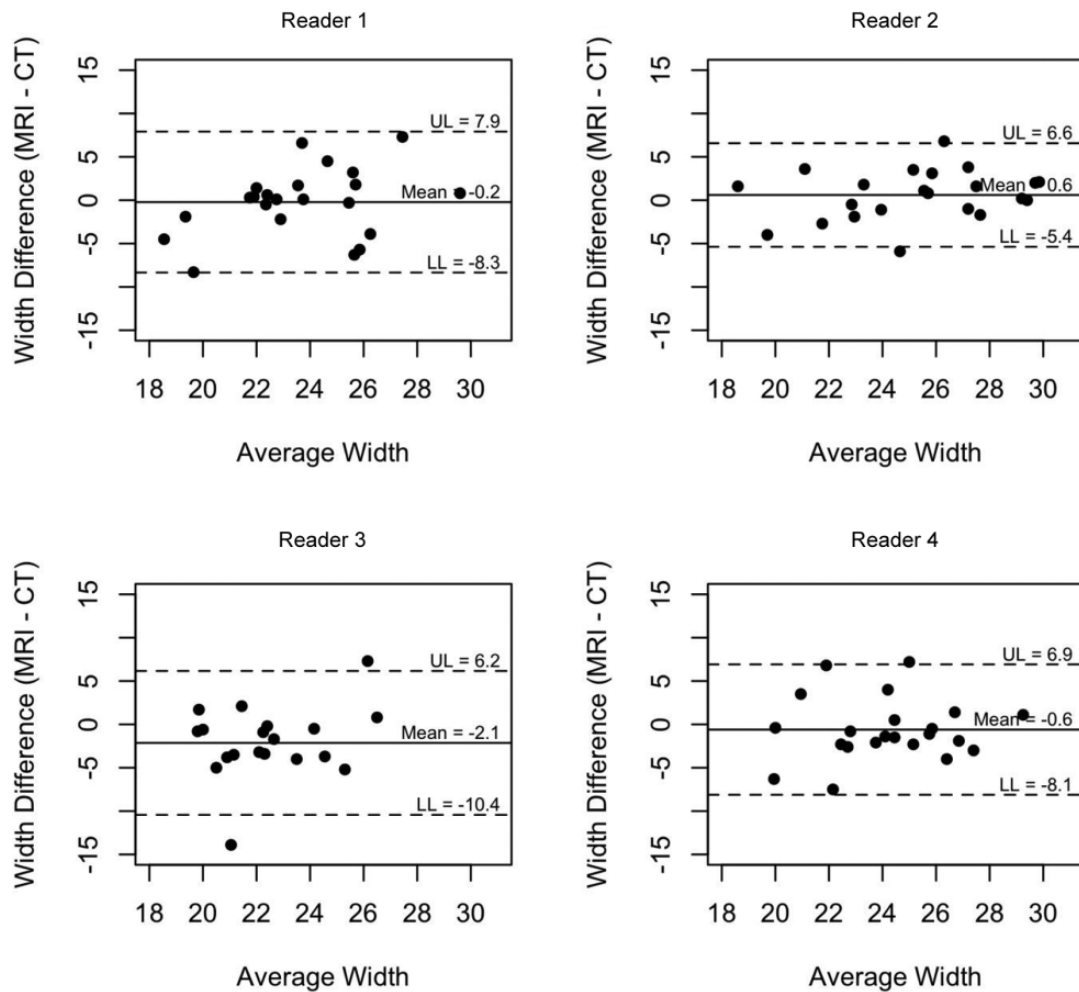 Reader 1
Width Difference (MRI - CT)
15
5
0
-5
-15
UL = 7.9
Mean = -0.2
LL = -8.3
18 20 22 24 26 28 30
Average Width
Reader 2
Width Difference (MRI - CT)
15
5
0
-5
-15
UL = 6.6
Mean = 0.6
LL = -5.4
18 20 22 24 26 28 30
Average Width
Reader 3
Width Difference (MRI - CT)
15
5
0
-5
-15
UL = 6.2
Mean = -2.1
LL = -10.4
18 20 22 24 26 28 30
Average Width
Reader 4
Width Difference (MRI - CT)
15
5
0
-5
-15
UL = 6.9
Mean = -0.6
LL = -8.1
18 20 22 24 26 28 30
Average Width